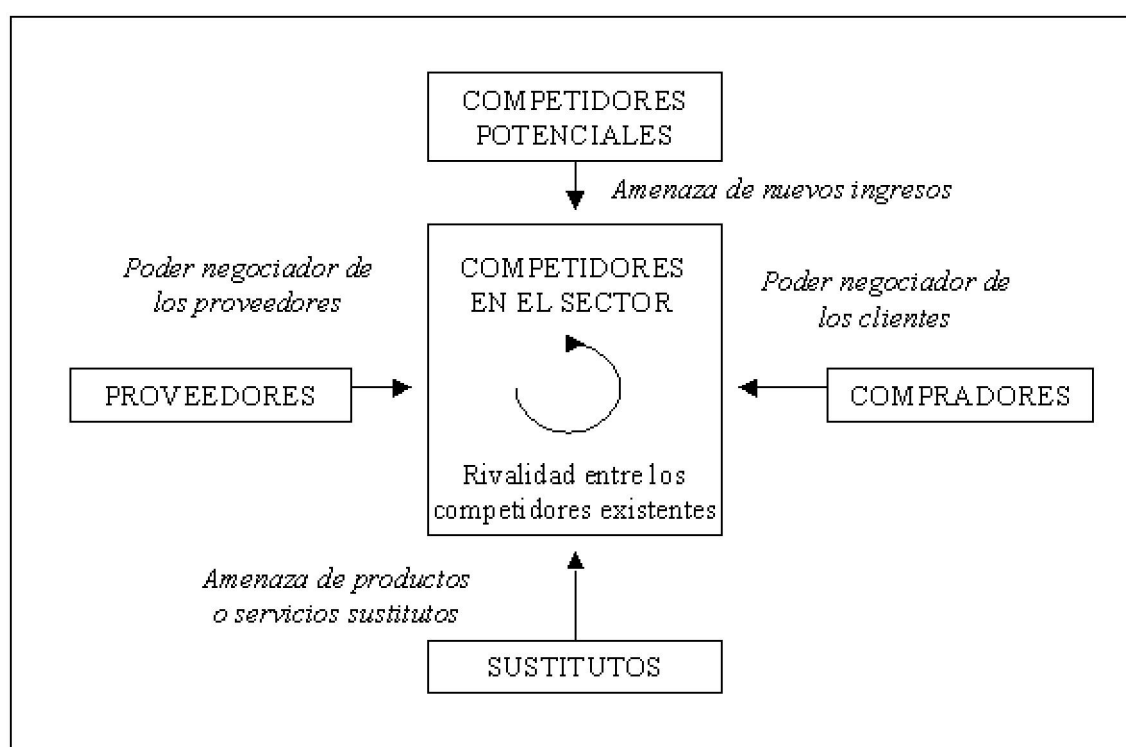 COMPETIDORES
POTENCIALES
Amenaza de nuevos ingresos
Poder negociador de
los proveedores
COMPETIDORES
EN EL SECTOR
Poder negociador de
los clientes
PROVEEDORES
COMPRADORES
Rivalidad entre los
competidores existentes
Amenaza de productos
o servicios sustitutos
SUSTITUTOS